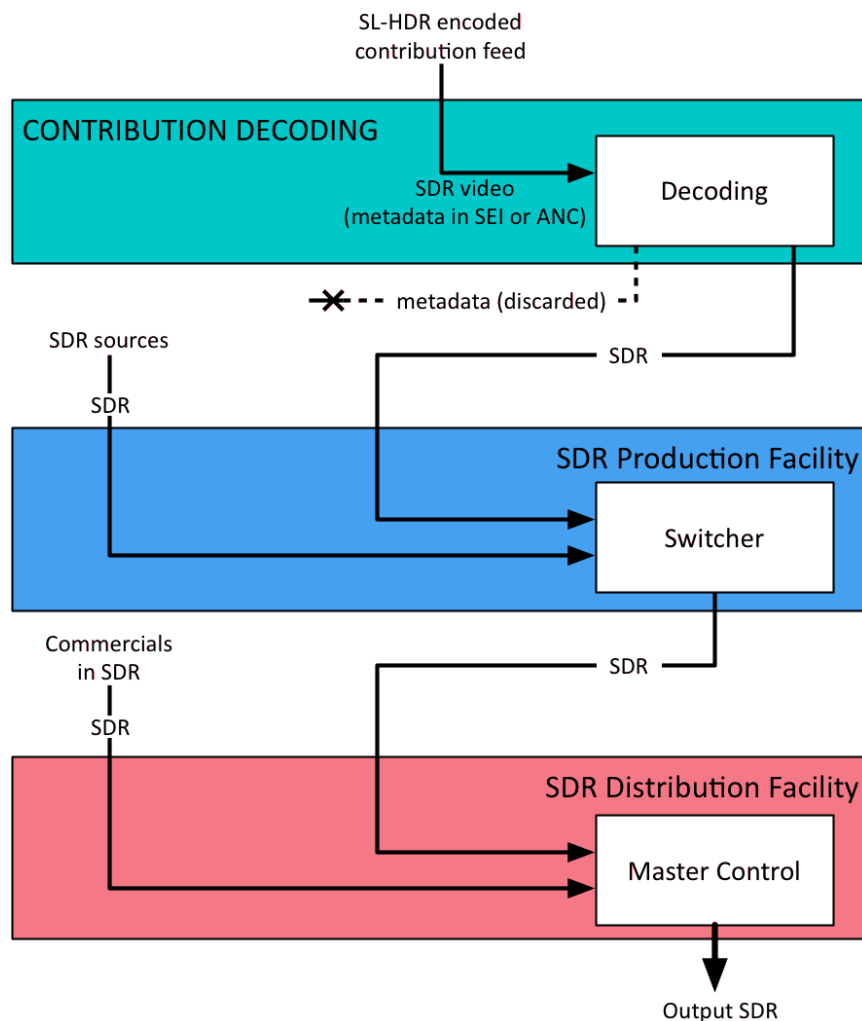 SL-HDR encoded
contribution feed
CONTRIBUTION DECODING
SDR video
(metadata in SEI or ANC)
Decoding
metadata (discarded)
SDR sources
SDR
SDR
SDR Production Facility
Switcher
Commercials
in SDR
SDR
SDR
SDR Distribution Facility
Master Control
Output SDR